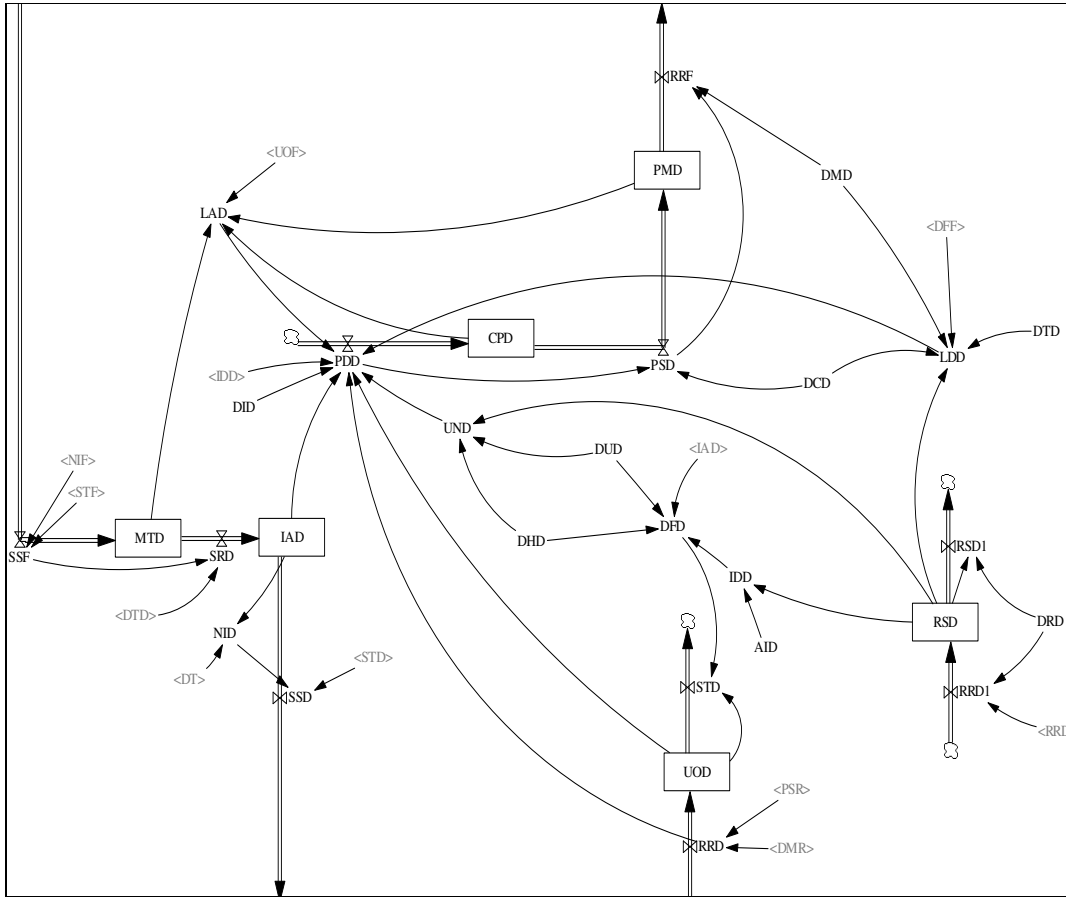 RRF
<UOF>
PMD
DMD
LAD
<DFF>
DTD
CPD
LDD
PDD
PSD
<IDD>
DCD
DID
UND
DUD
<IAD>
<NIF>
<STF>
DFD
MTD
IAD
DHD
SSF
SRD
RSD1
IDD
<DTD>
RSD
DRD
NID
AID
<STD>
<DT>
SSD
STD
RRD1
<RRD
UOD
<PSR>
RRD
<DMR>